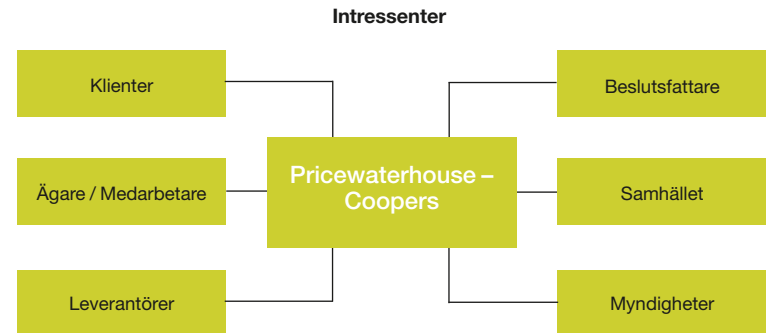 Intressenter
Klienter
Beslutsfattare
Pricewaterhouse –
Coopers
Ägare / Medarbetare
Samhället
Leverantörer
Myndigheter